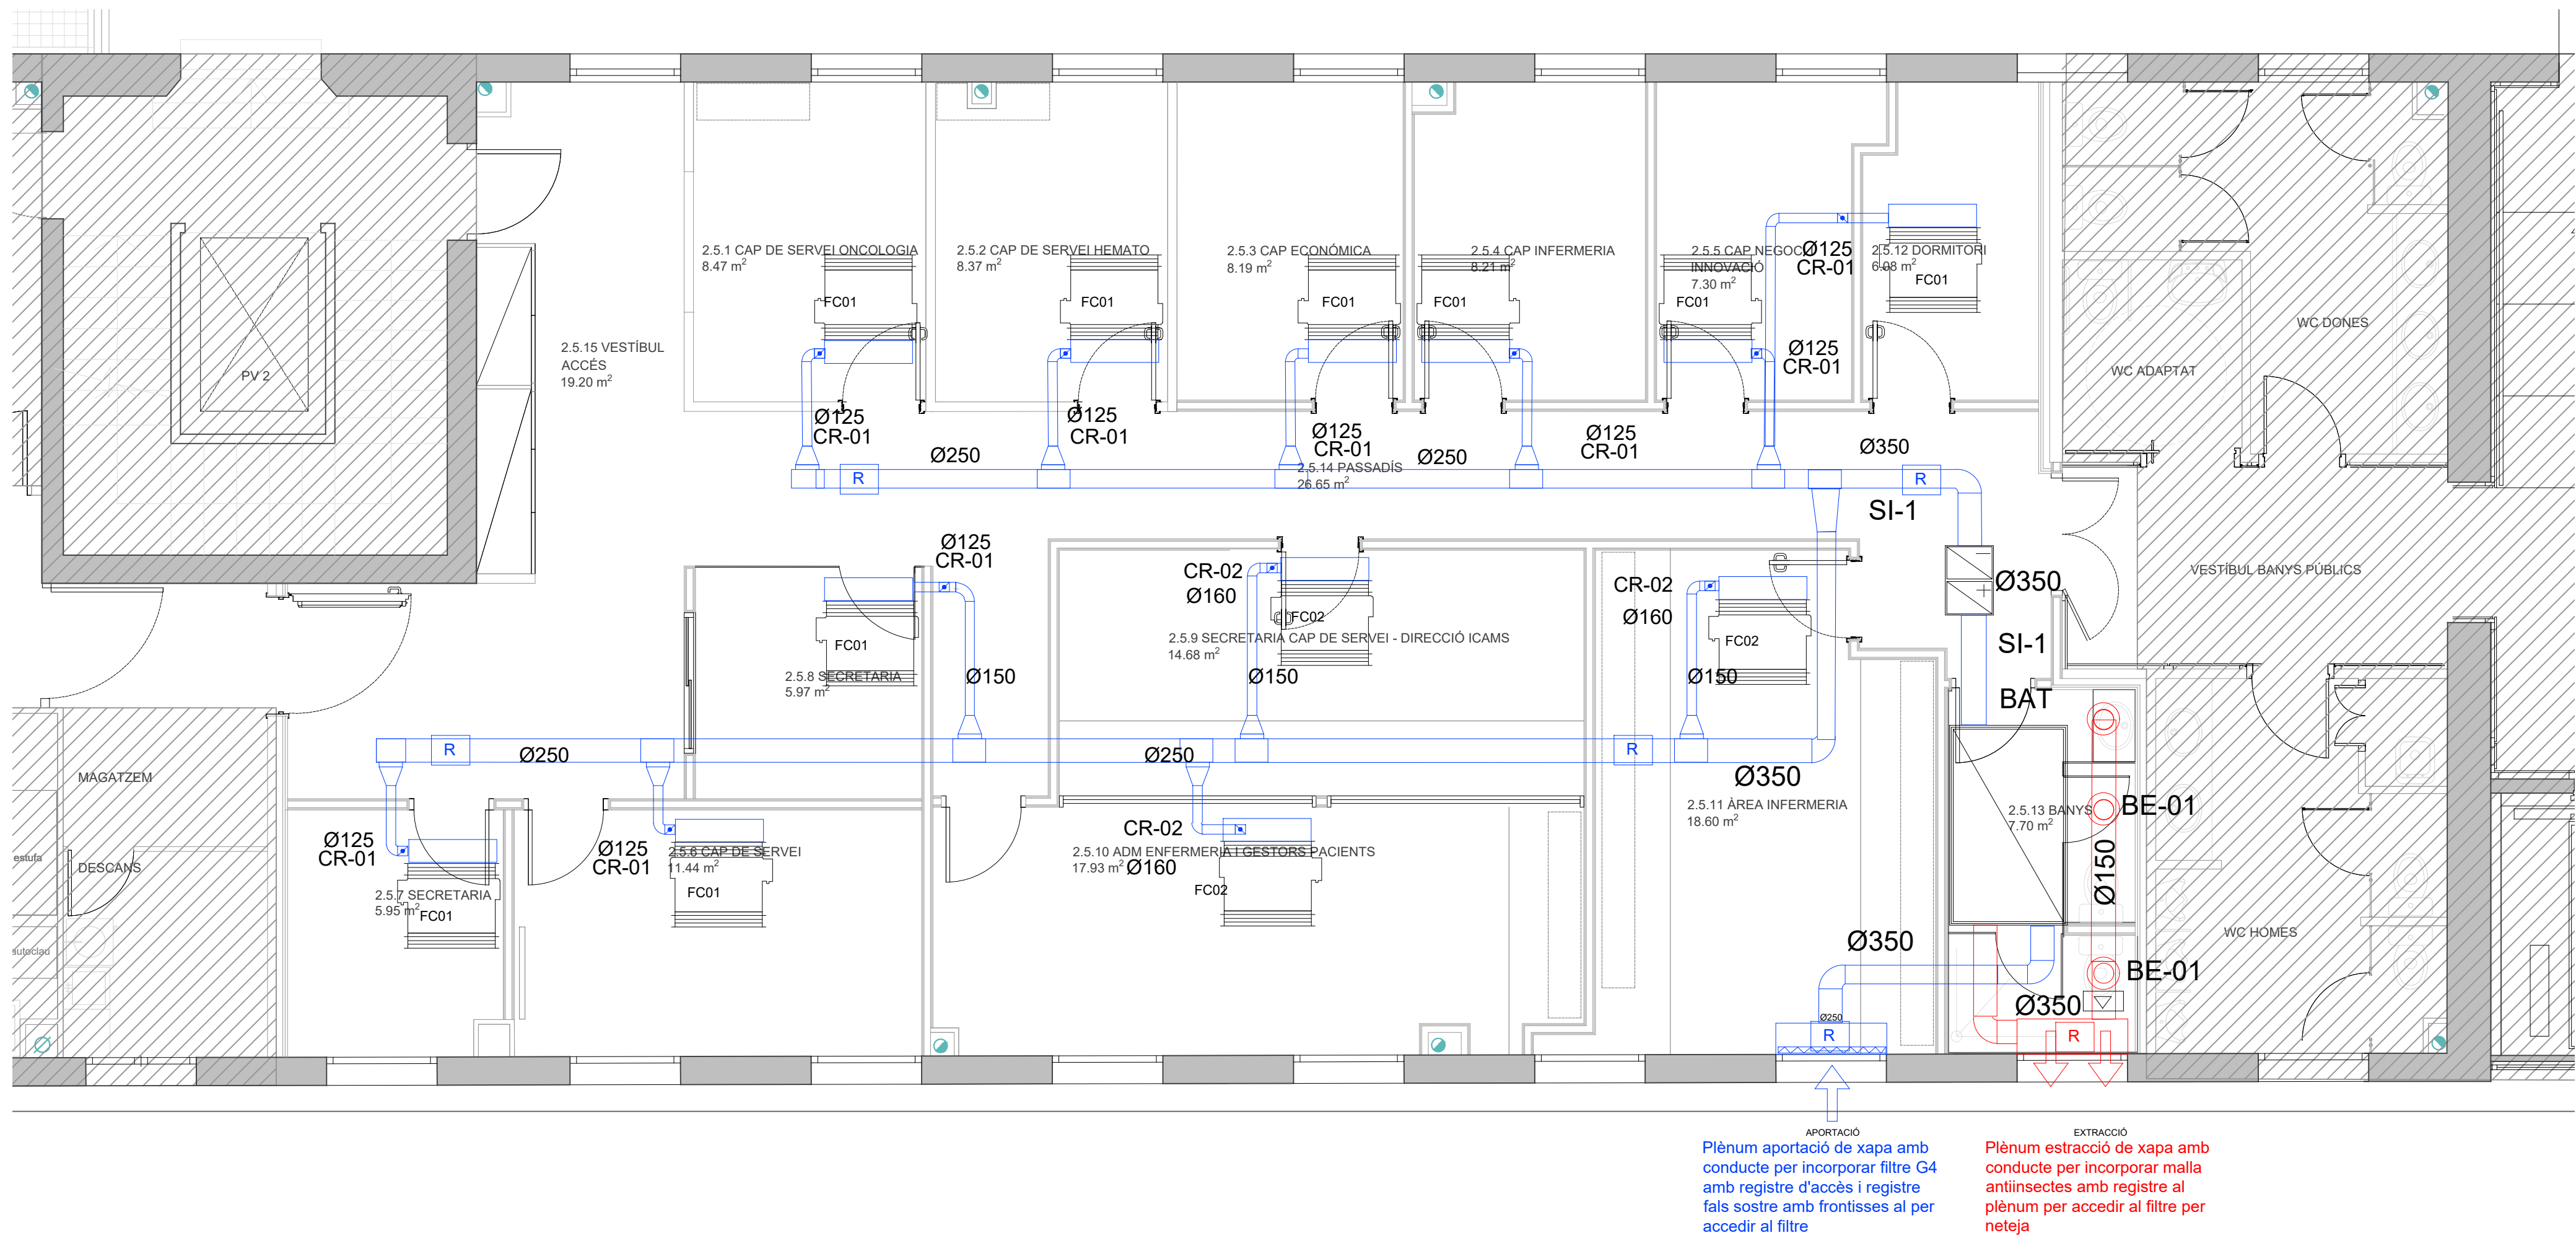 2.5.1 CAP DE SERVEI ONCOLOGIA
8.47 m²
FC01
2.5.2 CAP DE SERVEI HEMATO
8.37 m²
FC01
2.5.3 CAP ECONÓMICA
8.19 m²
FC01
2.5.4 CAP INFERMERIA
8.21 m²
FC01
2.5.5 CAP NEGOCI I
INNOVACIÓ
7.30 m²
FC01
Ø125
CR-01
2.5.12 DORMITORI
6.08 m²
FC01
WC DONES
WC ADAPTAT
PV 2
2.5.15 VESTÍBUL
ACCÉS
19.20 m²
Ø125
CR-01
Ø125
CR-01
Ø125
CR-01
Ø125
CR-01
Ø125
CR-01
Ø250
Ø250
Ø350
2.5.14 PASSADÍS
26.65 m²
R
R
SI-1
Ø125
CR-01
CR-02
Ø160
CR-02
Ø160
Ø350
VESTÍBUL BANYS PÚBLICS
FC01
FC02
FC02
2.5.9 SECRETARIA CAP DE SERVEI - DIRECCIÓ ICAMS
14.68 m²
SI-1
2.5.8 SECRETARIA
5.97 m²
Ø150
Ø150
Ø150
BAT
R
Ø250
Ø250
R
Ø350
MAGATZEM
2.5.11 ÀREA INFERMERIA
18.60 m²
2.5.13 BANYS
7.70 m²
BE-01
Ø125
CR-01
Ø125
CR-01
CR-02
Ø160
estufa
DESCANS
2.5.6 CAP DE SERVEI
11.44 m²
FC01
2.5.10 ADM ENFERMERIA I GESTORS PACIENTS
17.93 m²
FC02
Ø150
2.5.7 SECRETARIA
5.95 m²
FC01
autoclau
Ø350
WC HOMES
BE-01
Ø350
Ø250
R
R
APORTACIÓ
Plènum aportació de xapa amb
conducte per incorporar filtre G4
amb registre d'accès i registre
fals sostre amb frontisses al per
accedir al filtre
EXTRACCIÓ
Plènum estracció de xapa amb
conducte per incorporar malla
antiinsectes amb registre al
plènum per accedir al filtre per
neteja